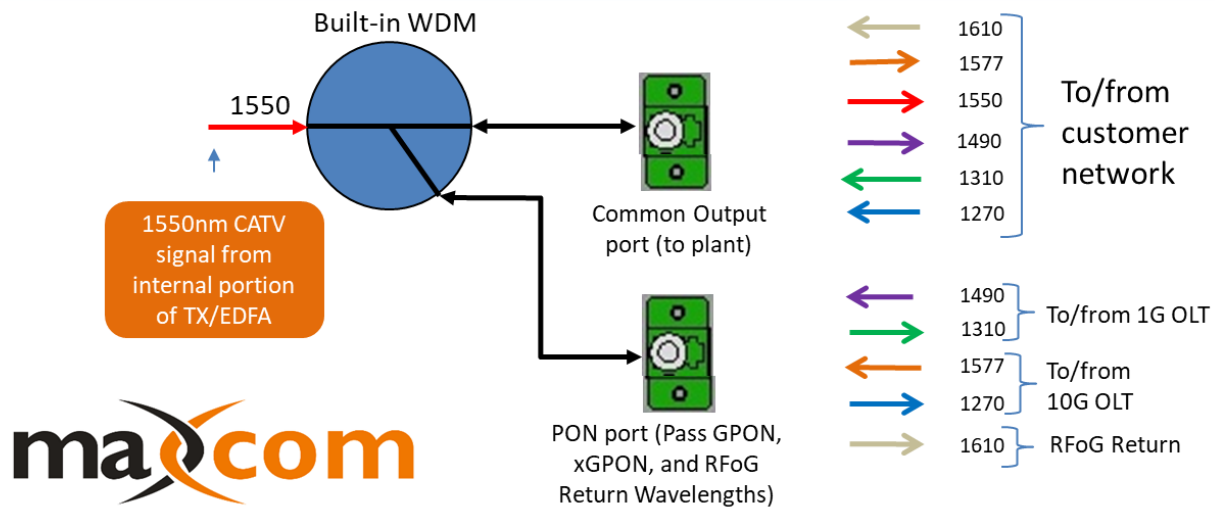 Built-in WDM
1550
1550nm CATV
signal from
internal portion
of TX/EDFA
Common Output
port (to plant)
PON port (Pass GPON,
xGPON, and RFoG
Return Wavelengths)
1610
1577
1550
1490
1310
1270
To/from
customer
network
1490
1310
To/from 1G OLT
1577
1270
To/from
10G OLT
1610
RFoG Return
maxcom